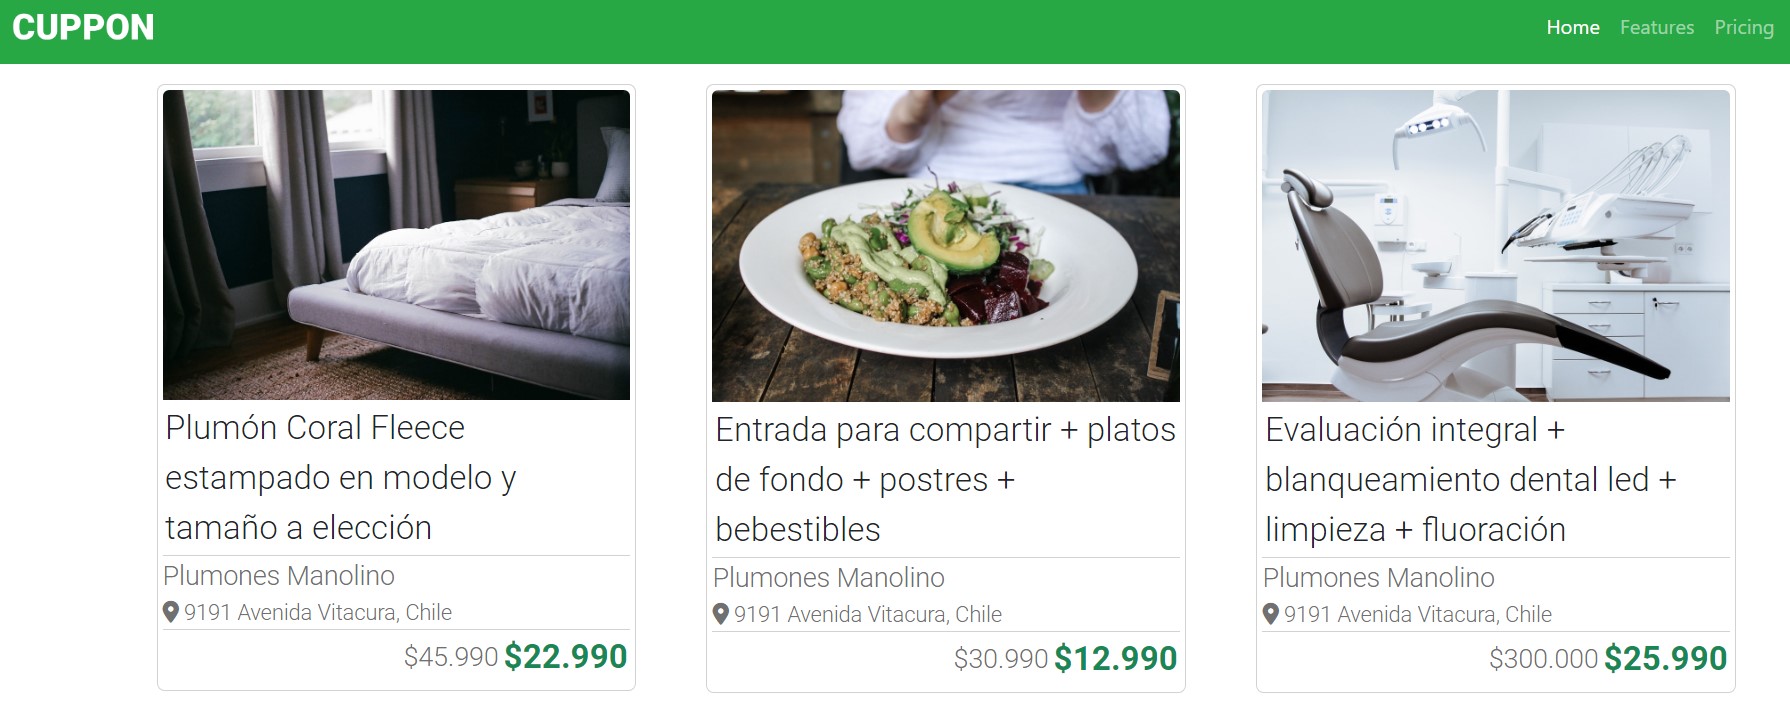 CUPPON
Home Features Pricing
Plumón Coral Fleece
estampado en modelo y
tamaño a elección
Plumones Manolino
9191 Avenida Vitacura, Chile
$45.990 $22.990
Entrada para compartir + platos
de fondo + postres +
bebestibles
Plumones Manolino
9191 Avenida Vitacura, Chile
$30.990 $12.990
Evaluación integral +
blanqueamiento dental led +
limpieza + fluoración
Plumones Manolino
9191 Avenida Vitacura, Chile
$300.000 $25.990